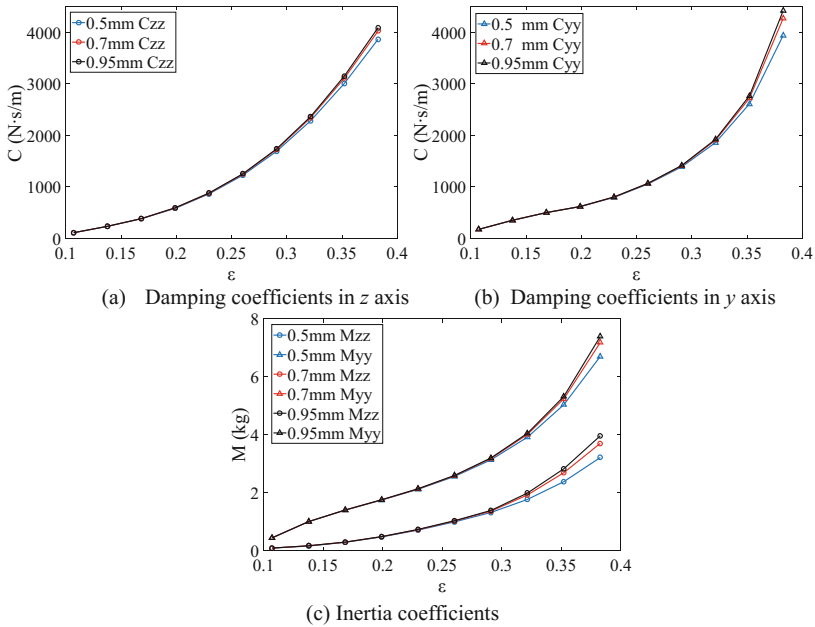 4000
3000
2000
1000
0
C (N·s/m)
0.5mm Czz
0.7mm Czz
0.95mm Czz
0.1 0.15 0.2 0.25 0.3 0.35 0.4
ε
(a) Damping coefficients in z axis
4000
3000
2000
1000
0
C (N·s/m)
0.5 mm Cyy
0.7 mm Cyy
0.95mm Cyy
0.1 0.15 0.2 0.25 0.3 0.35 0.4
ε
(b) Damping coefficients in y axis
8
6
4
2
0
M (kg)
0.5mm Mzz
0.5mm Myy
0.7mm Mzz
0.7mm Myy
0.95mm Mzz
0.95mm Myy
0.1 0.15 0.20 0.25 0.30 0.35 0.4
ε
(c) Inertia coefficients